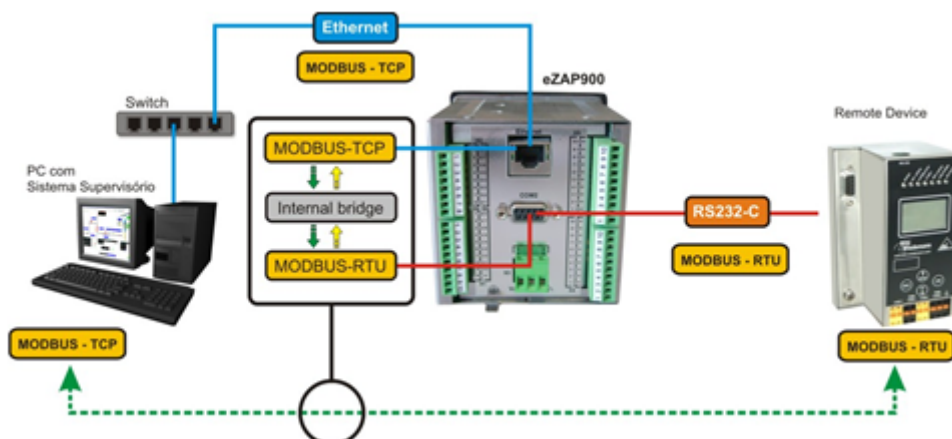 Ethernet
MODBUS - TCP
eZAP900
Switch
Remote Device
MODBUS-TCP
Ethernet
PC com
Sistema Supervisório
Internal bridge
COM2
RS232-C
MODBUS-RTU
MODBUS - RTU
MODBUS - TCP
MODBUS - RTU